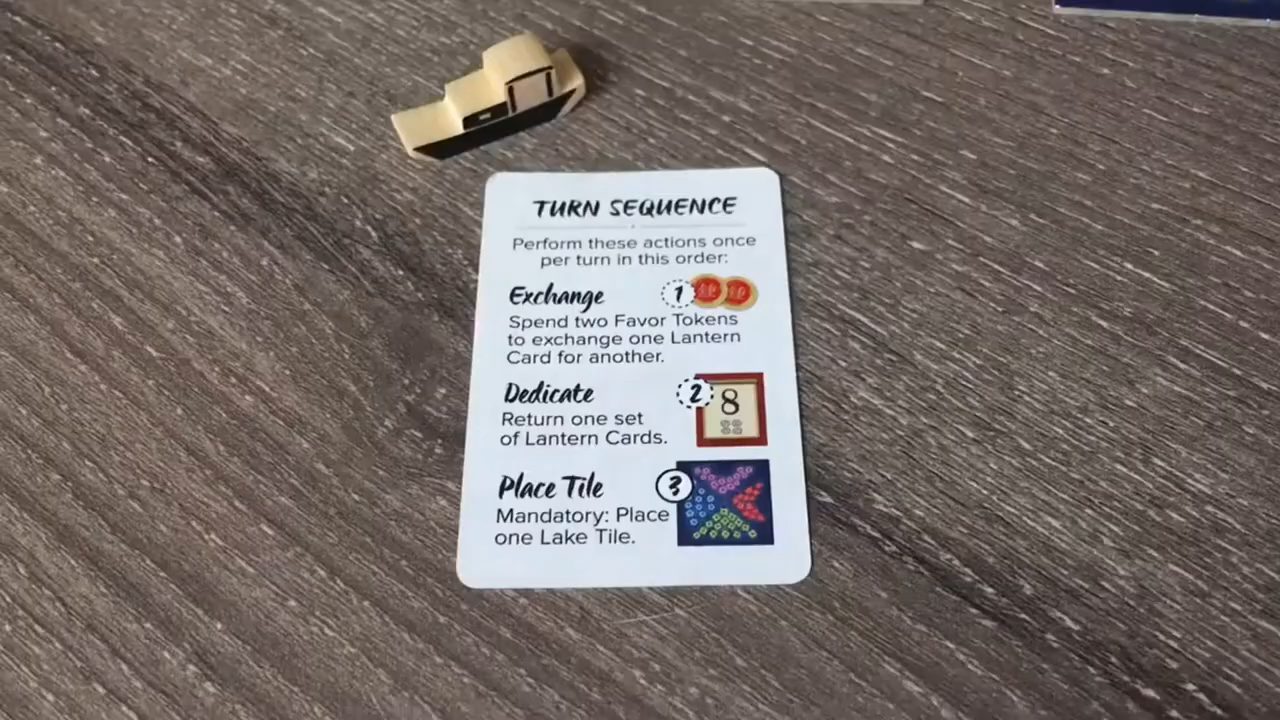 TURN SEQUENCE
Perform these actions once
per turn in this order:
Exchange
1
Spend two Favor Tokens
to exchange one Lantern
Card for another.
Dedicate
2
8
Return one set
of Lantern Cards.
Place Tile
3
Mandatory: Place
one Lake Tile.